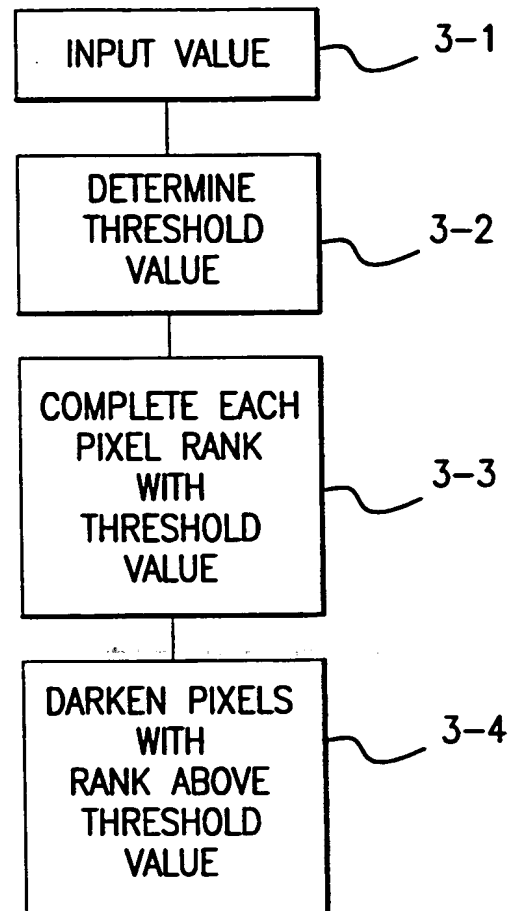 INPUT VALUE
3-1
DETERMINE
THRESHOLD
VALUE
3-2
COMPLETE EACH
PIXEL RANK
WITH
THRESHOLD
VALUE
3-3
DARKEN PIXELS
WITH
RANK ABOVE
THRESHOLD
VALUE
3-4